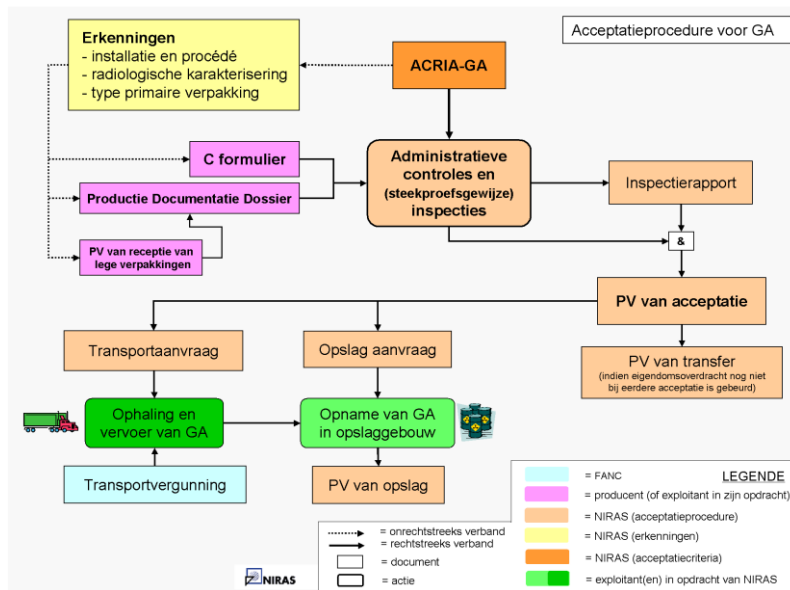 Acceptatieprocedure voor GA
Erkenningen
- installatie en procédé
- radiologische karakterisering
- type primaire verpakking
ACRIA-GA
C formulier
Productie Documentatie Dossier
PV van receptie van
lege verpakkingen
Administratieve
controles en
(steekproefsgewijze)
inspecties
Inspectierapport
&
PV van acceptatie
PV van transfer
(indien eigendomsoverdracht nog niet
bij eerdere acceptatie is gebeurd)
Transportaanvraag
Opslag aanvraag
Ophaling en
vervoer van GA
Opname van GA
in opslaggebouw
Transportvergunning
PV van opslag
LEGENDE
= FANC
= producent (of exploitant in zijn opdracht)
= NIRAS (acceptatieprocedure)
= NIRAS (erkenningen)
= NIRAS (acceptatiecriteria)
= exploitant(en) in opdracht van NIRAS
= onrechtstreeks verband
= rechtstreeks verband
= document
= actie
NIRAS